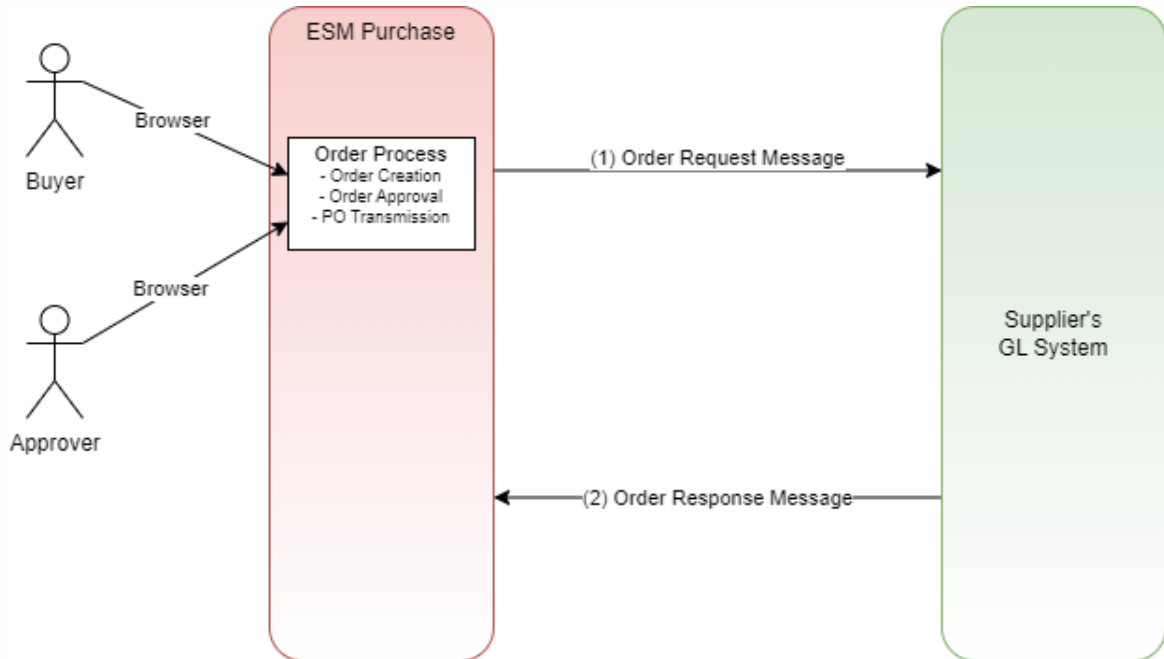 ESM Purchase
Browser
Buyer
Order Process
- Order Creation
- Order Approval
- PO Transmission
(1) Order Request Message
Browser
Approver
Supplier's
GL System
(2) Order Response Message